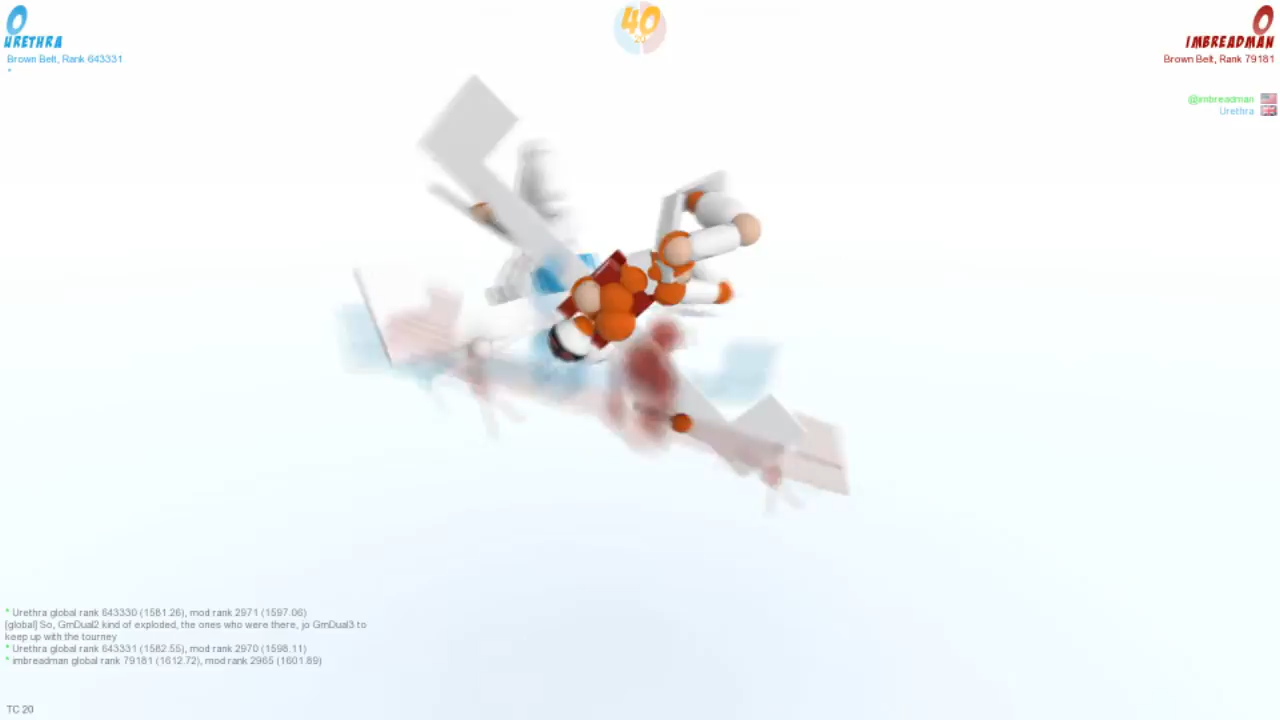 0
URETHRA
Brown Belt, Rank 643331
*
40
20
0
IMBREADMAN
Brown Belt, Rank 79181
@imbreadman
Urethra
* Urethra global rank 643330 (1581.26), mod rank 2971 (1597.06)
[global] So, GmDual2 kind of exploded, the ones who were there, jo GmDual3 to
keep up with the tourney
* Urethra global rank 643331 (1582.55), mod rank 2970 (1598.11)
* imbreadman global rank 79181 (1612.72), mod rank 2965 (1601.89)
TC 20